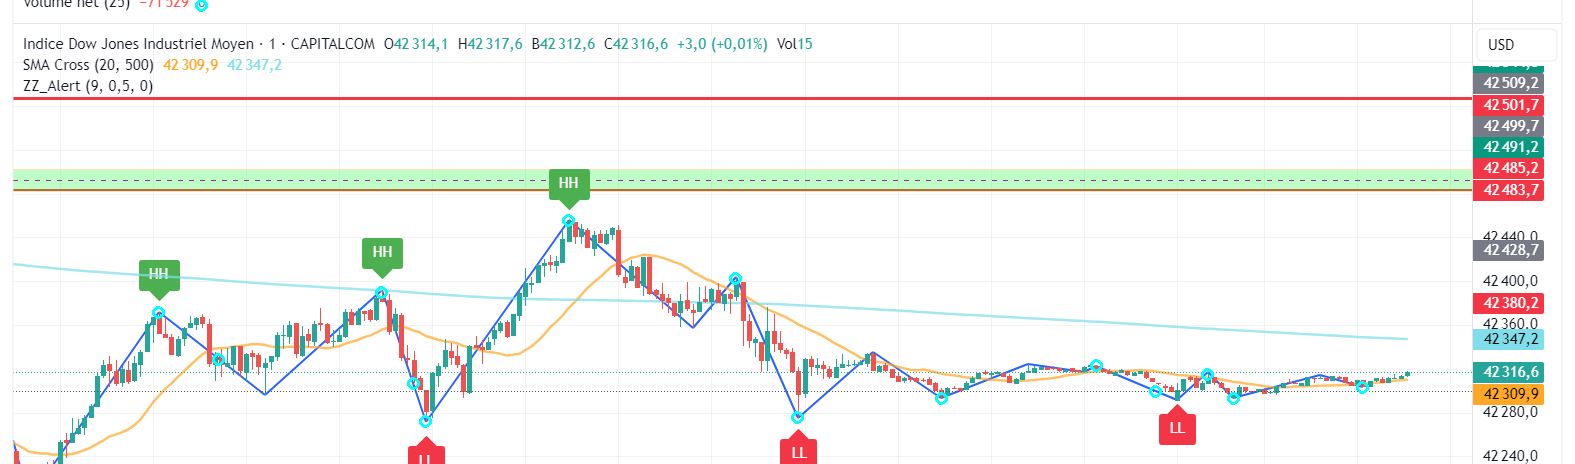 Volume net (25) −71 529
Indice Dow Jones Industriel Moyen · 1 · CAPITALCOM O42 314,1 H42 317,6 B42 312,6 C42 316,6 +3,0 (+0,01%) Vol15
USD
SMA Cross (20, 500) 42 309,9 42 347,2
ZZ_Alert (9, 0,5, 0)
42 509,2
42 501,7
42 499,7
42 491,2
42 485,2
42 483,7
HH
42 440,0
42 428,7
HH
HH
42 400,0
42 380,2
42 360,0
42 347,2
42 316,6
42 309,9
42 280,0
LL
LL
LL
42 240,0